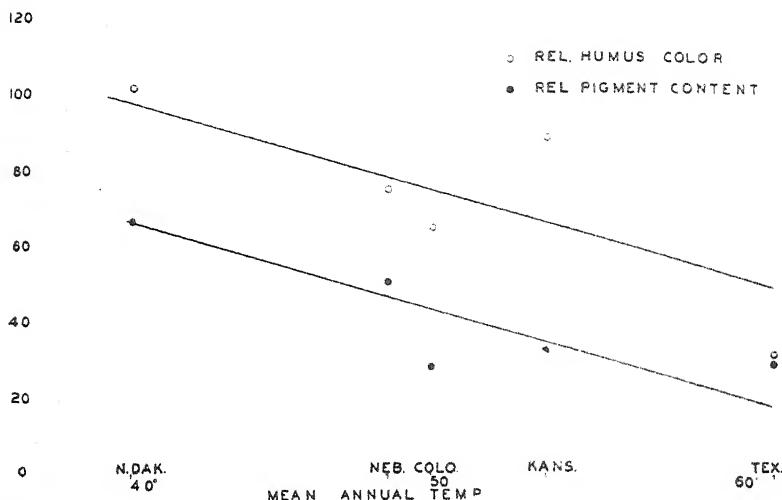 120
REL. HUMUS COLOR
REL PIGMENT CONTENT
100
80
60
40
20
0
N.DAK. NEB. COLO. KANS. TEX.
40° 50 60°
MEAN ANNUAL TEMP